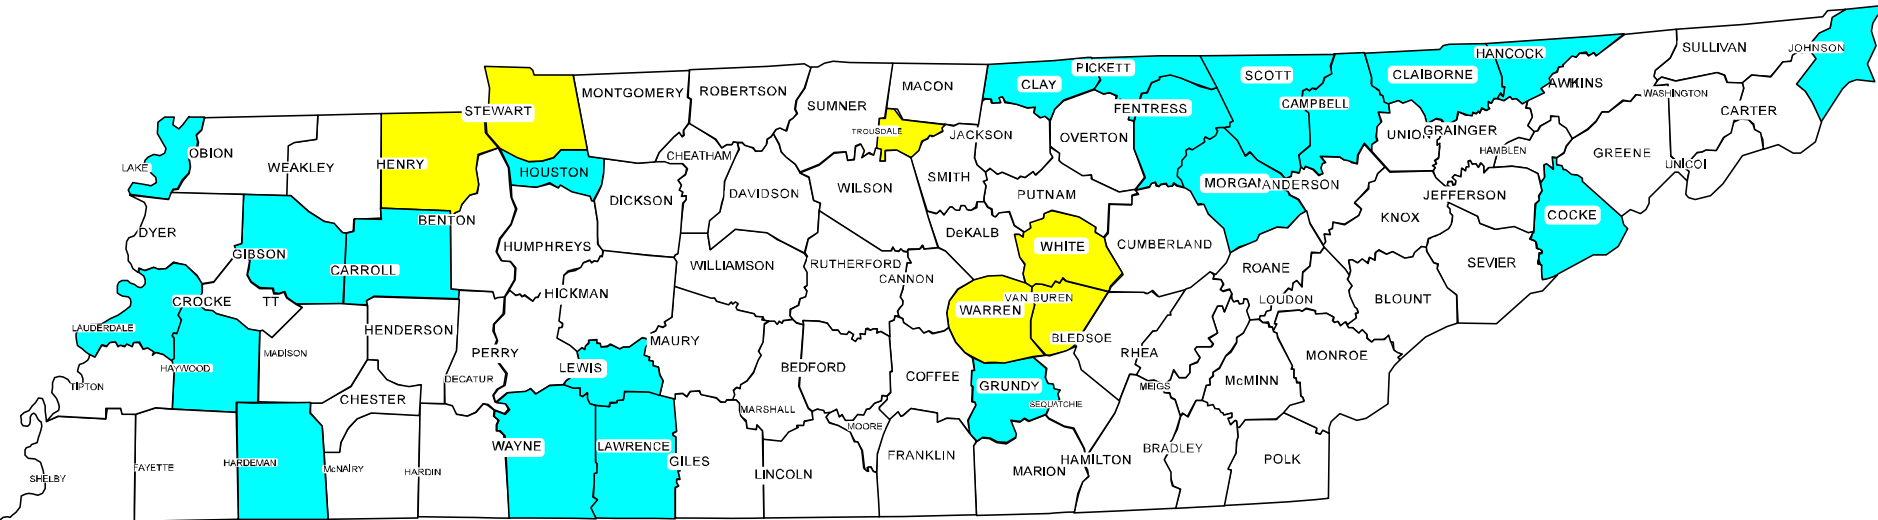 SULLIVAN
JOHNSON
HANCOCK
PICKETT
SCOTT
CLAIBORNE
AWKINS
CLAY
MACON
ROBERTSON
MONTGOMERY
WASHINGTON
SUMNER
CAMPBELL
FENTRESS
STEWART
CARTER
TROUSDALE
JACKSON
OVERTON
UNION
GRAINGER
HAMBLEN
GREENE
OBION
CHEATHAM
HENRY
UNICOI
LAKE
WEAKLEY
HOUSTON
SMITH
MORGAN
ANDERSON
WILSON
DAVIDSON
PUTNAM
JEFFERSON
DICKSON
COCKE
KNOX
BENTON
DYER
DeKALB
HUMPHREYS
WHITE
CUMBERLAND
GIBSON
CARROLL
WILLIAMSON
RUTHERFORD
ROANE
SEVIER
CANNON
HICKMAN
VAN BUREN
LOUDON
BLOUNT
CROCKE
TT
WARREN
LAUDERDALE
HENDERSON
MAURY
BLEDSOE
MADISON
PERRY
RHEA
MONROE
HAYWOOD
LEWIS
BEDFORD
COFFEE
DECATUR
McMINN
TIPTON
GRUNDY
MEIGS
CHESTER
SEQUATCHIE
MARSHALL
MOORE
WAYNE
LAWRENCE
BRADLEY
FRANKLIN
HAMILTON
POLK
HARDEMAN
GILES
FAYETTE
McNAIRY
HARDIN
MARION
LINCOLN
SHELBY